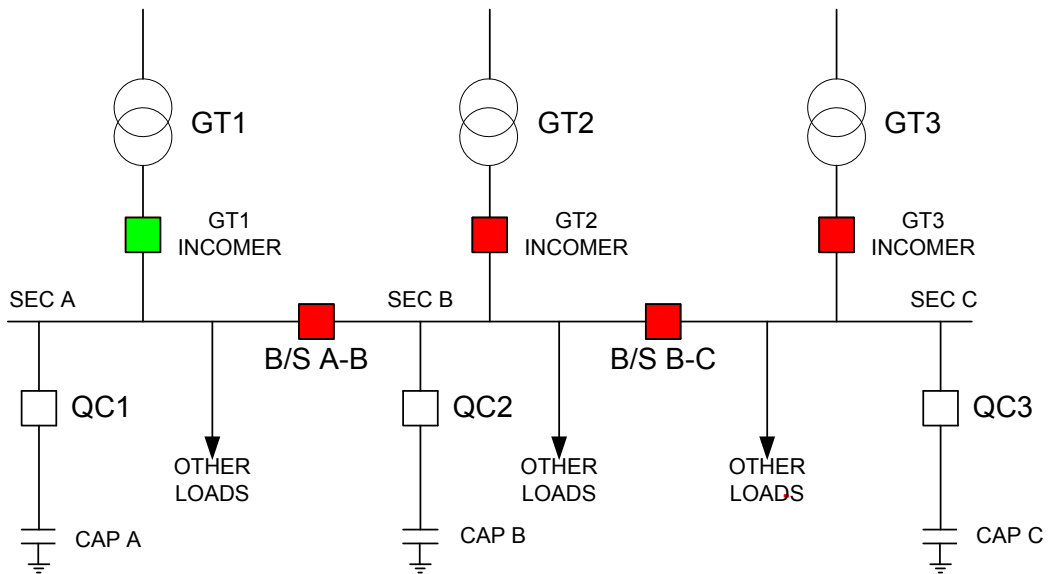 GT1
GT2
GT3
GT1
INCOMER
GT2
INCOMER
GT3
INCOMER
SEC A
SEC B
SEC C
B/S A-B
B/S B-C
QC1
QC2
QC3
OTHER
LOADS
OTHER
LOADS
OTHER
LOADS
CAP A
CAP B
CAP C